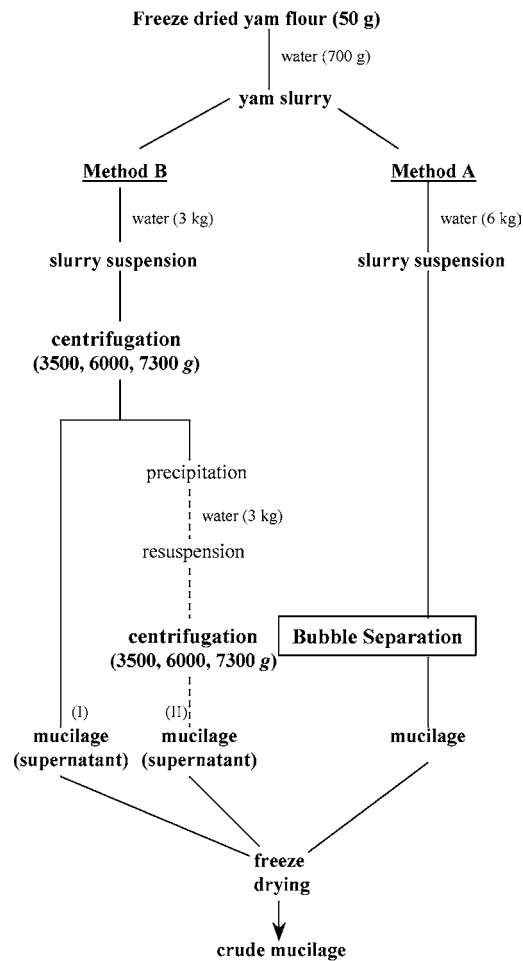 Freeze dried yam flour (50 g)
water (700 g)
yam slurry
Method B
Method A
water (3 kg)
water (6 kg)
slurry suspension
slurry suspension
centrifugation
(3500, 6000, 7300 g)
precipitation
water (3 kg)
resuspension
centrifugation
(3500, 6000, 7300 g)
Bubble Separation
(I)
(II)
mucilage
(supernatant)
mucilage
(supernatant)
mucilage
freeze
drying
crude mucilage